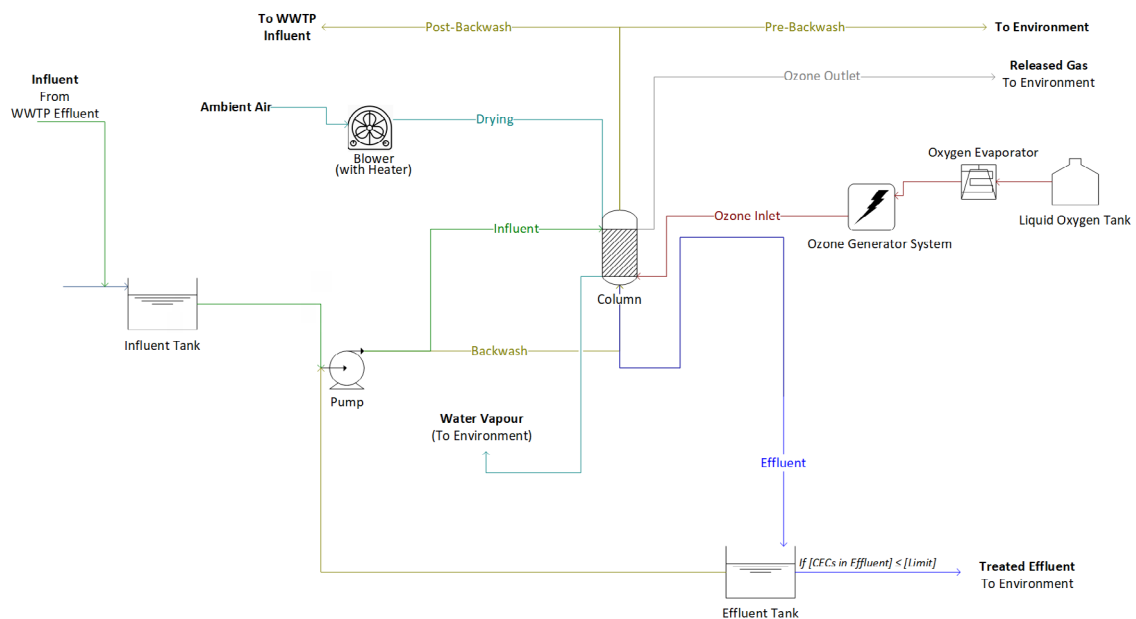 To WWTP
Influent
Post-Backwash
Pre-Backwash
To Environment
Released Gas
To Environment
Ozone Outlet
Influent
From
WWTP Effluent
Ambient Air
Drying
Blower
(with Heater)
Oxygen Evaporator
Liquid Oxygen Tank
Ozone Inlet
Ozone Generator System
Influent
Column
Influent Tank
Backwash
Pump
Water Vapour
(To Environment)
Effluent
If [CECs in Effluent] < [Limit]
Treated Effluent
To Environment
Effluent Tank